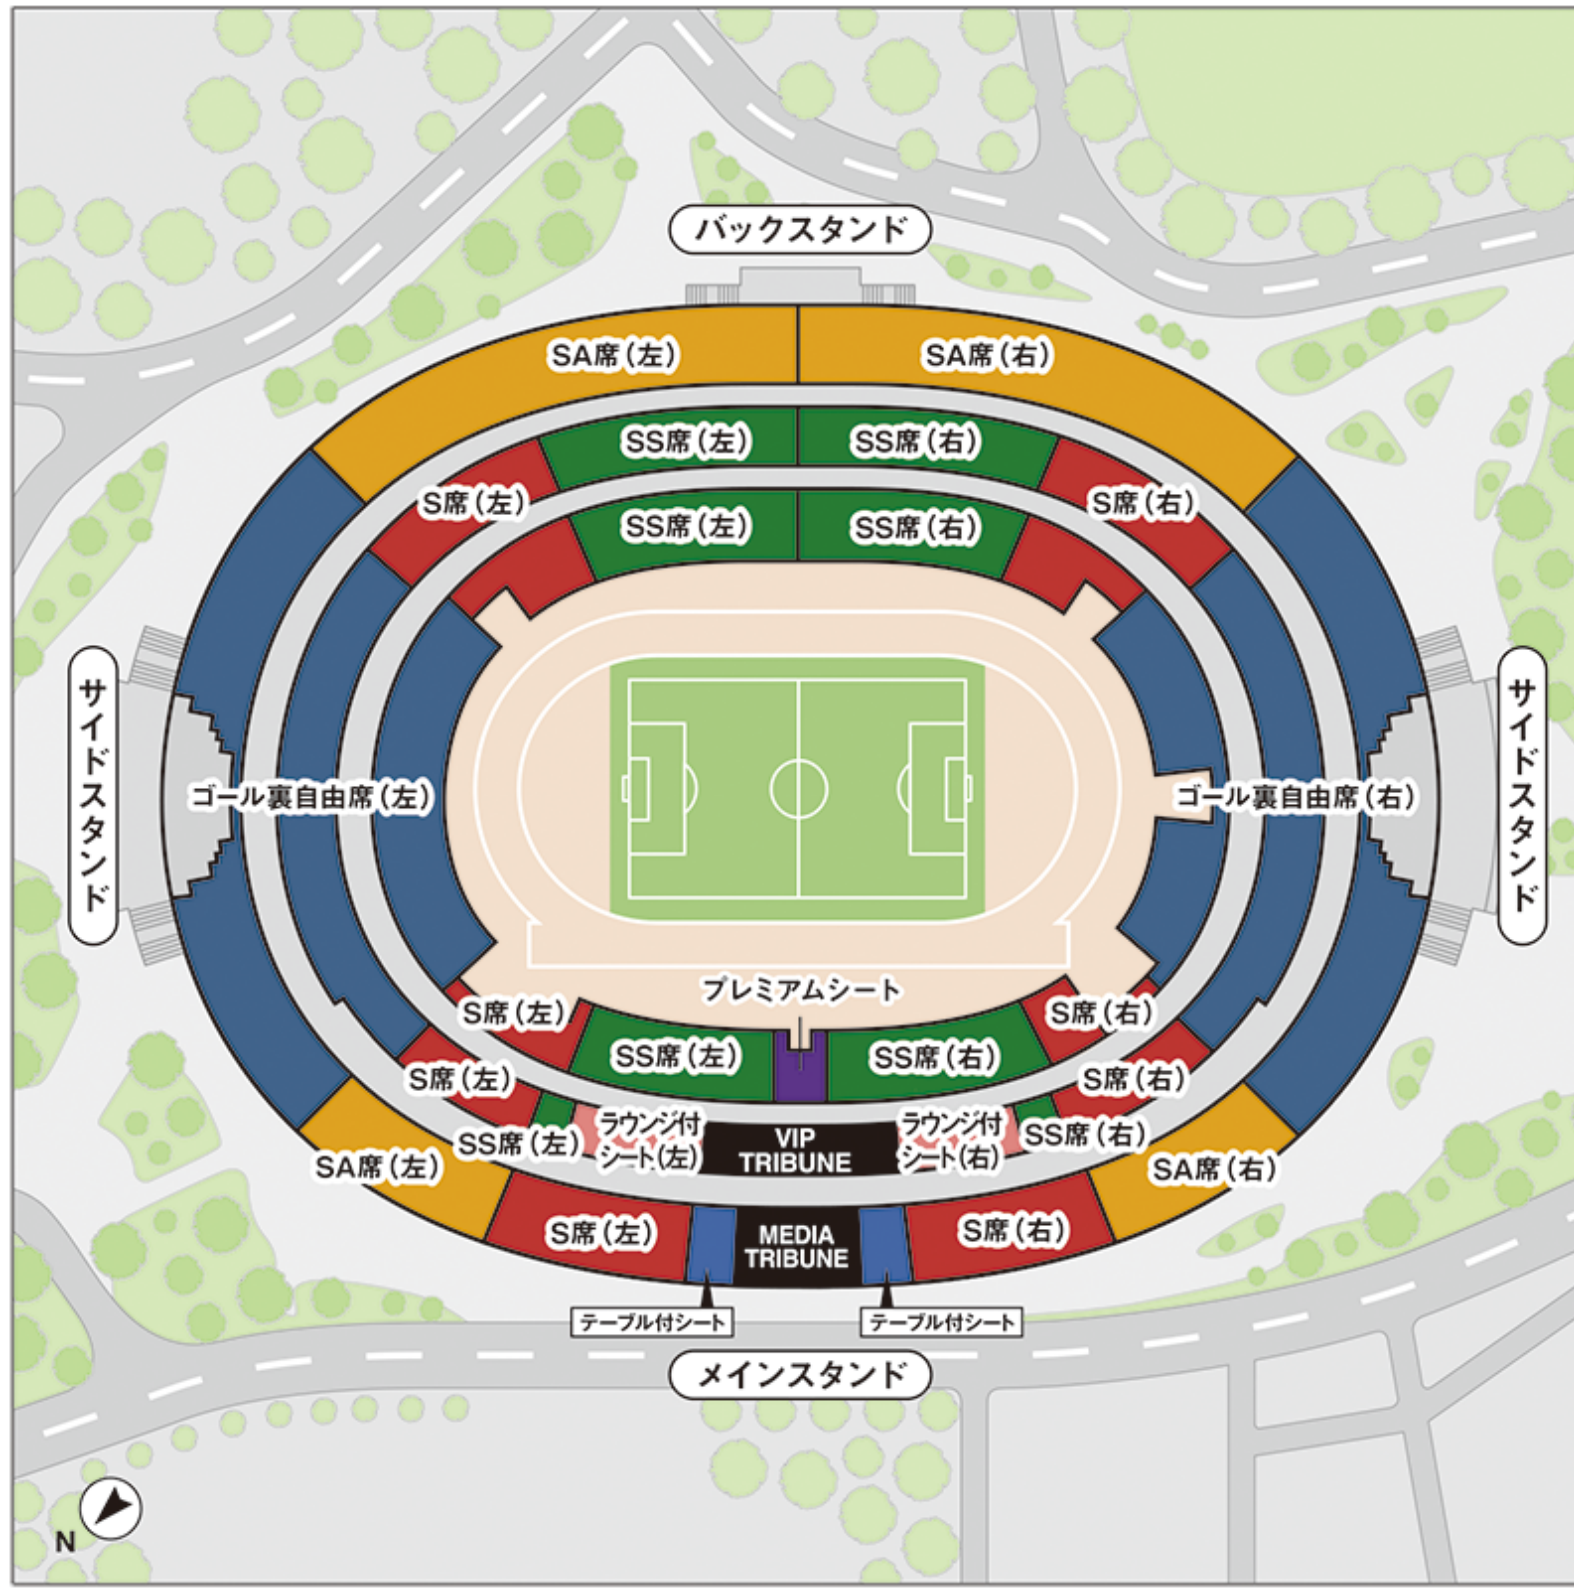 バックスタンド
SA席(左)
SA席(右)
SS席(左)
SS席(右)
S席(左)
S席(右)
SS席(左)
SS席(右)
サイドスタンド
サイドスタンド
ゴール裏自由席(左)
ゴール裏自由席(右)
プレミアムシート
S席(左)
S席(右)
SS席(左)
SS席(右)
S席(左)
S席(右)
SS席(左)
ラウンジ付
シート(左)
VIP
TRIBUNE
ラウンジ付
シート(右)
SS席(右)
SA席(左)
SA席(右)
S席(左)
MEDIA
TRIBUNE
S席(右)
テーブル付シート
テーブル付シート
メインスタンド
N